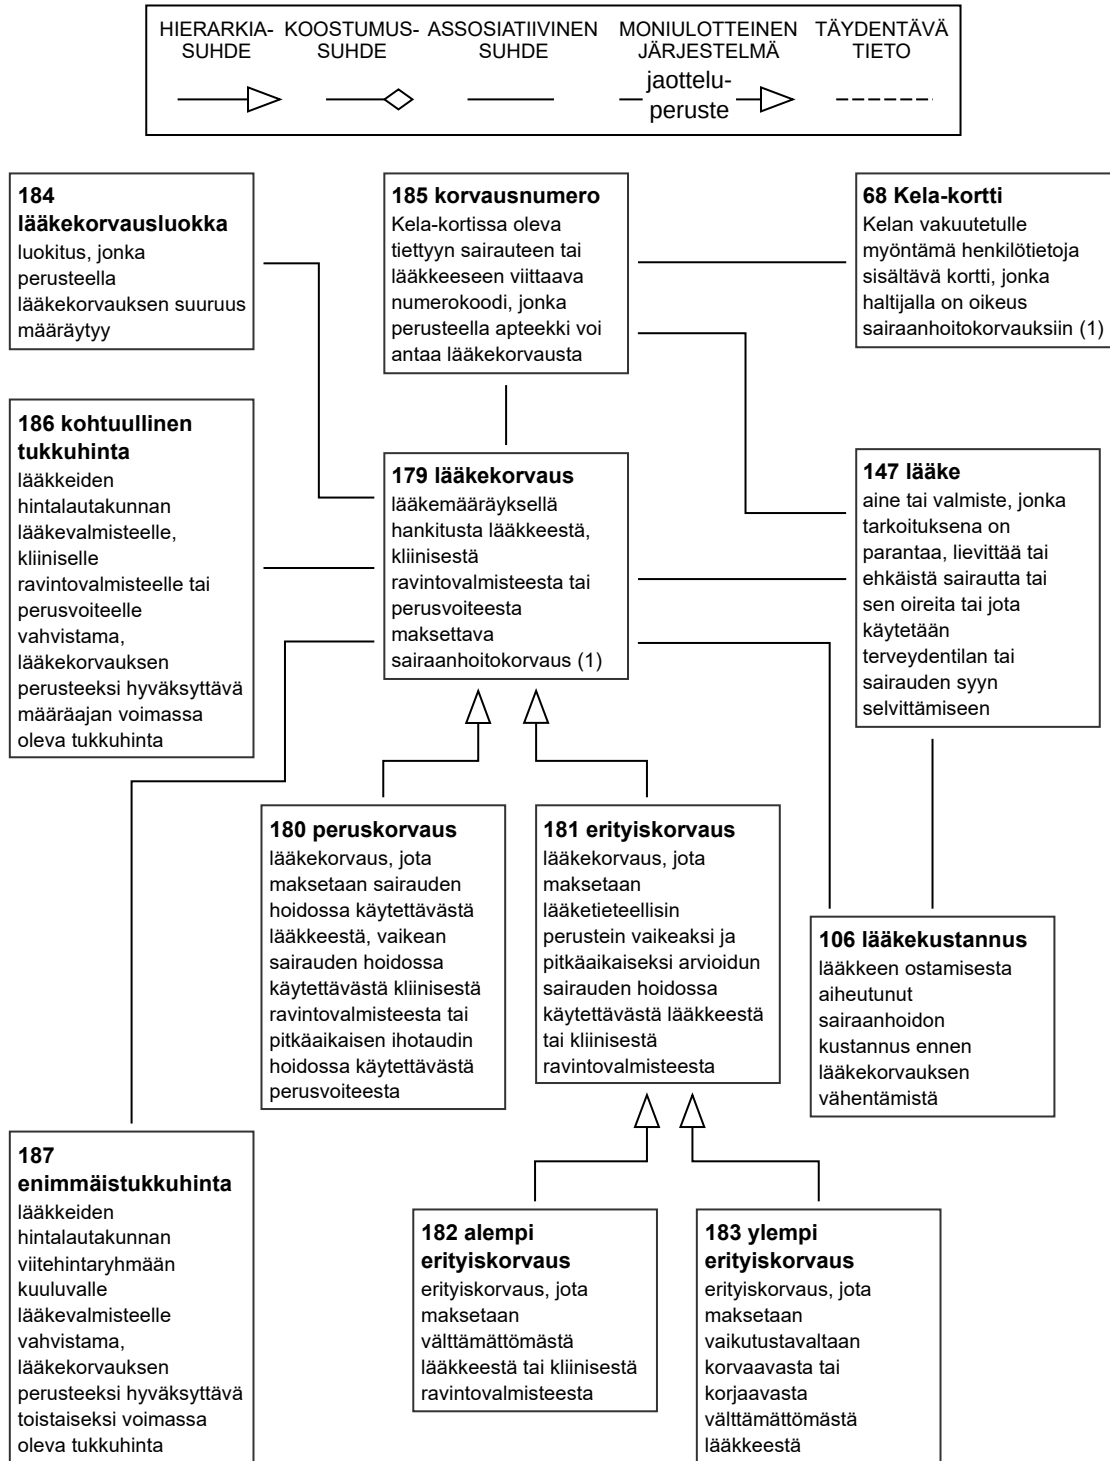 HIERARKIA-
SUHDE
KOOSTUMUS-
SUHDE
ASSOSIATIIVINEN
SUHDE
MONIULOTTEINEN
JÄRJESTELMÄ
jaottelu-
peruste
TÄYDENTÄVÄ
TIETO
184
lääkekorvausluokka
luokitus, jonka
perusteella
lääkekorvauksen suuruus
määräytyy
185 korvausnumero
Kela-kortissa oleva
tiettyyn sairauteen tai
lääkkeeseen viittaava
numerokoodi, jonka
perusteella apteekki voi
antaa lääkekorvausta
68 Kela-kortti
Kelan vakuutetulle
myöntämä henkilötietoja
sisältävä kortti, jonka
haltijalla on oikeus
sairaanhoitokorvauksiin (1)
186 kohtuullinen
tukkuhinta
lääkkeiden
hintalautakunnan
lääkevalmisteelle,
kliiniselle
ravintovalmisteelle tai
perusvoiteelle
vahvistama,
lääkekorvauksen
perusteeksi hyväksyttävä
määräajan voimassa
oleva tukkuhinta
179 lääkekorvaus
lääkemääräyksellä
hankitusta lääkkeestä,
kliinisestä
ravintovalmisteesta tai
perusvoiteesta
maksettava
sairaanhoitokorvaus (1)
147 lääke
aine tai valmiste, jonka
tarkoituksena on
parantaa, lievittää tai
ehkäistä sairautta tai
sen oireita tai jota
käytetään
terveydentilan tai
sairauden syyn
selvittämiseen
180 peruskorvaus
lääkekorvaus, jota
maksetaan sairauden
hoidossa käytettävästä
lääkkeestä, vaikean
sairauden hoidossa
käytettävästä kliinisestä
ravintovalmisteesta tai
pitkäaikaisen ihotaudin
hoidossa käytettävästä
perusvoiteesta
181 erityiskorvaus
lääkekorvaus, jota
maksetaan
lääketieteellisin
perustein vaikeaksi ja
pitkäaikaiseksi arvioidun
sairauden hoidossa
käytettävästä lääkkeestä
tai kliinisestä
ravintovalmisteesta
106 lääkekustannus
lääkkeen ostamisesta
aiheutunut
sairaanhoidon
kustannus ennen
lääkekorvauksen
vähentämistä
187
enimmäistukkuhinta
lääkkeiden
hintalautakunnan
viitehintaryhmään
kuuluvalle
lääkevalmisteelle
vahvistama,
lääkekorvauksen
perusteeksi hyväksyttävä
toistaiseksi voimassa
oleva tukkuhinta
182 alempi
erityiskorvaus
erityiskorvaus, jota
maksetaan
välttämättömästä
lääkkeestä tai kliinisestä
ravintovalmisteesta
183 ylempi
erityiskorvaus
erityiskorvaus, jota
maksetaan
vaikutustavaltaan
korvaavasta tai
korjaavasta
välttämättömästä
lääkkeestä